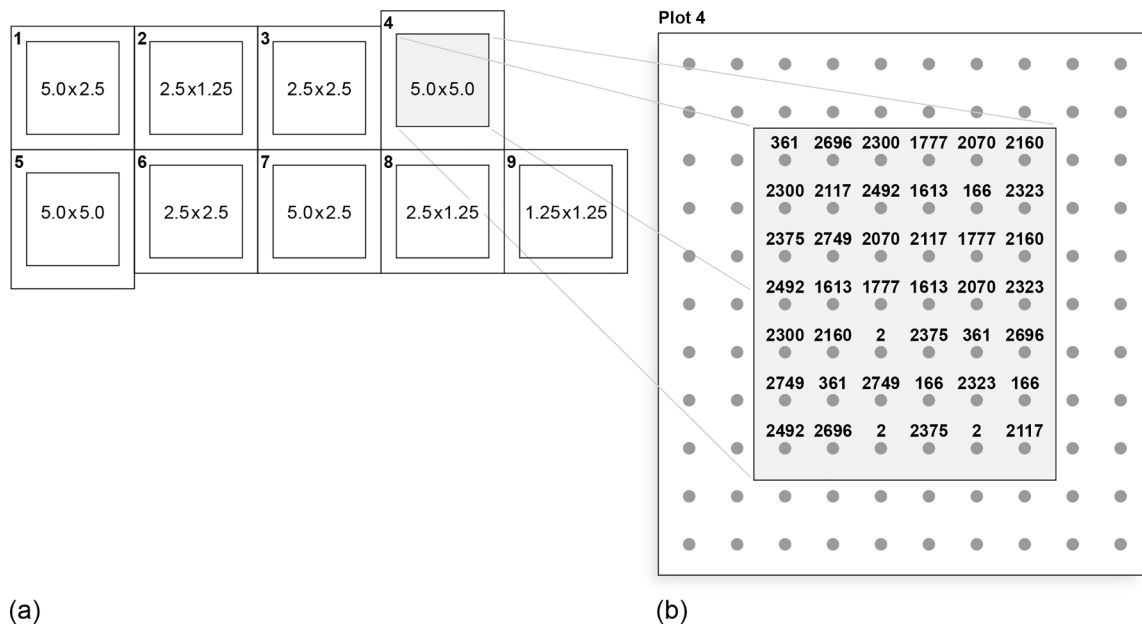 1
5.0x2.5
2
2.5x1.25
3
2.5x2.5
4
5.0x5.0
5
5.0x5.0
6
2.5x2.5
7
5.0x2.5
8
2.5x1.25
9
1.25x1.25
(a)
Plot 4
361 2696 2300 1777 2070 2160
2300 2117 2492 1613 166 2323
2375 2749 2070 2117 1777 2160
2492 1613 1777 1613 2070 2323
2300 2160 2 2375 361 2696
2749 361 2749 166 2323 166
2492 2696 2 2375 2 2117
(b)